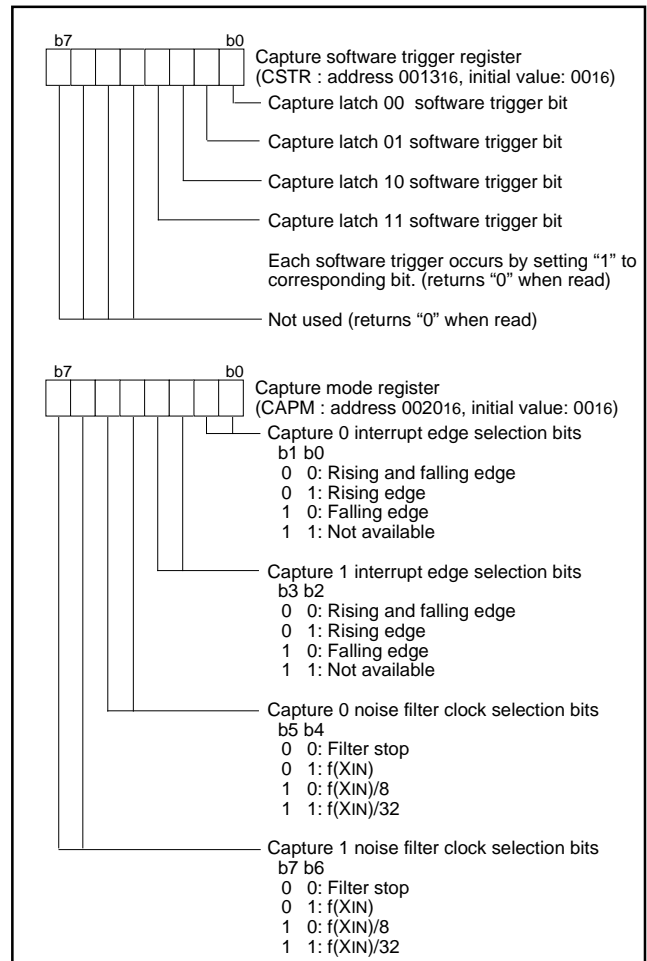 b7 b0
Capture software trigger register
(CSTR : address 001316, initial value: 0016)
Capture latch 00 software trigger bit
Capture latch 01 software trigger bit
Capture latch 10 software trigger bit
Capture latch 11 software trigger bit
Each software trigger occurs by setting “1” to
corresponding bit. (returns “0” when read)
Not used (returns “0” when read)
b7 b0
Capture mode register
(CAPM : address 002016, initial value: 0016)
Capture 0 interrupt edge selection bits
b1 b0
0 0: Rising and falling edge
0 1: Rising edge
1 0: Falling edge
1 1: Not available
Capture 1 interrupt edge selection bits
b3 b2
0 0: Rising and falling edge
0 1: Rising edge
1 0: Falling edge
1 1: Not available
Capture 0 noise filter clock selection bits
b5 b4
0 0: Filter stop
0 1: f(XIN)
1 0: f(XIN)/8
1 1: f(XIN)/32
Capture 1 noise filter clock selection bits
b7 b6
0 0: Filter stop
0 1: f(XIN)
1 0: f(XIN)/8
1 1: f(XIN)/32